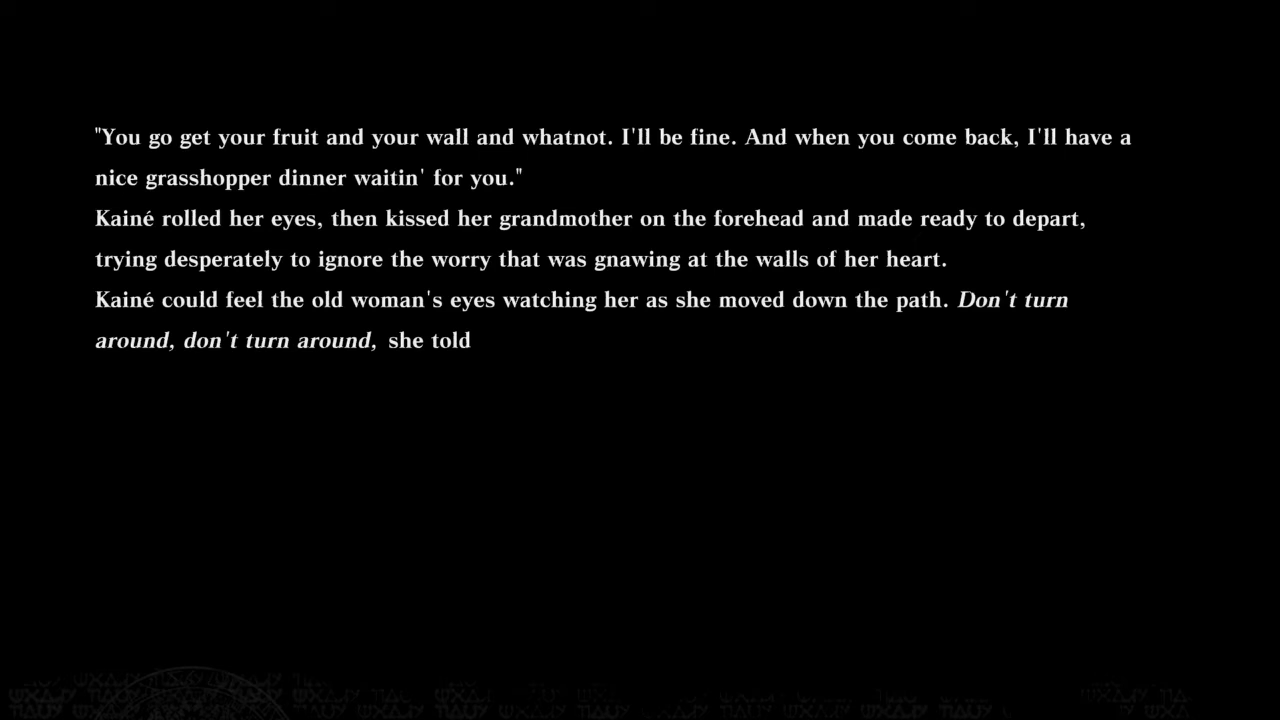 "You go get your fruit and your wall and whatnot. I'll be fine. And when you come back, I'll have a
nice grasshopper dinner waitin' for you."
Kainé rolled her eyes, then kissed her grandmother on the forehead and made ready to depart,
trying desperately to ignore the worry that was gnawing at the walls of her heart.
Kainé could feel the old woman's eyes watching her as she moved down the path. Don't turn
around, don't turn around, she told